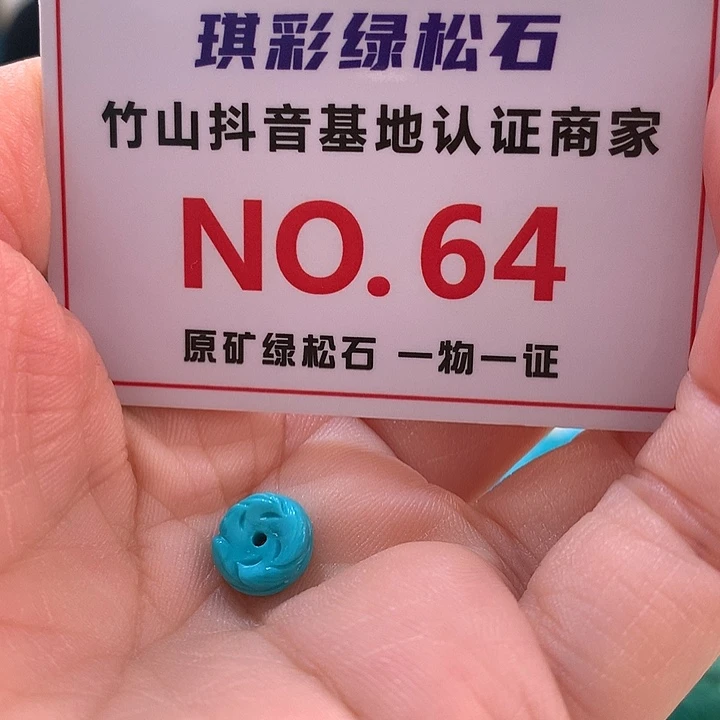 琪彩绿松石
竹山抖音基地认证商家
NO.64
原矿绿松石 一物一证